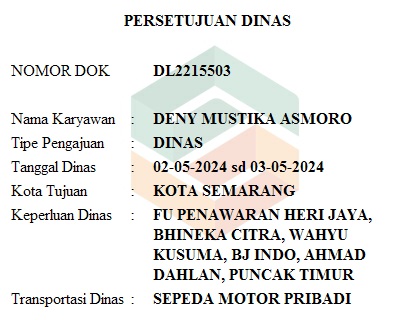 PERSETUJUAN DINAS
NOMOR DOK DL2215503
Nama Karyawan : DENY MUSTIKA ASMORO
Tipe Pengajuan : DINAS
Tanggal Dinas : 02-05-2024 sd 03-05-2024
Kota Tujuan : KOTA SEMARANG
Keperluan Dinas : FU PENAWARAN HERI JAYA,
BHINEKA CITRA, WAHYU
KUSUMA, BJ INDO, AHMAD
DAHLAN, PUNCAK TIMUR
Transportasi Dinas : SEPEDA MOTOR PRIBADI